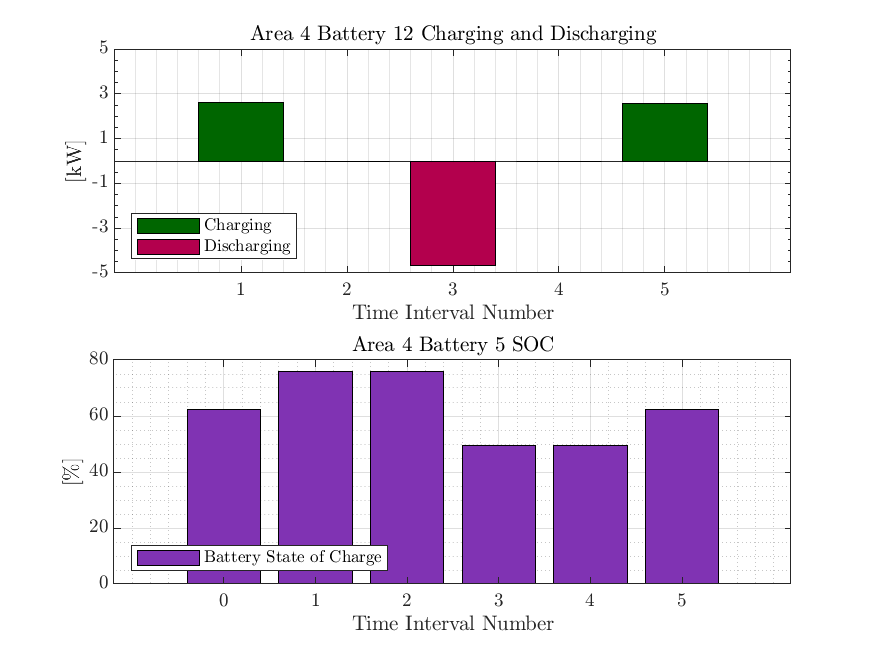 Area 4 Battery 12 Charging and Discharging
5
3
1
-1
-3
-5
[kW]
Charging
Discharging
1 2 3 4 5
Time Interval Number
Area 4 Battery 5 SOC
80
60
40
20
0
[%]
Battery State of Charge
0 1 2 3 4 5
Time Interval Number